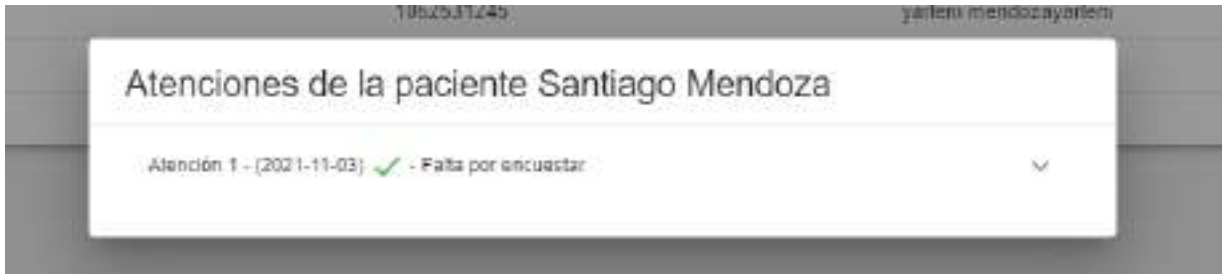 Atenciones de la paciente Santiago Mendoza
Atención 1 - (2021-11-03) - Falta por encuestar